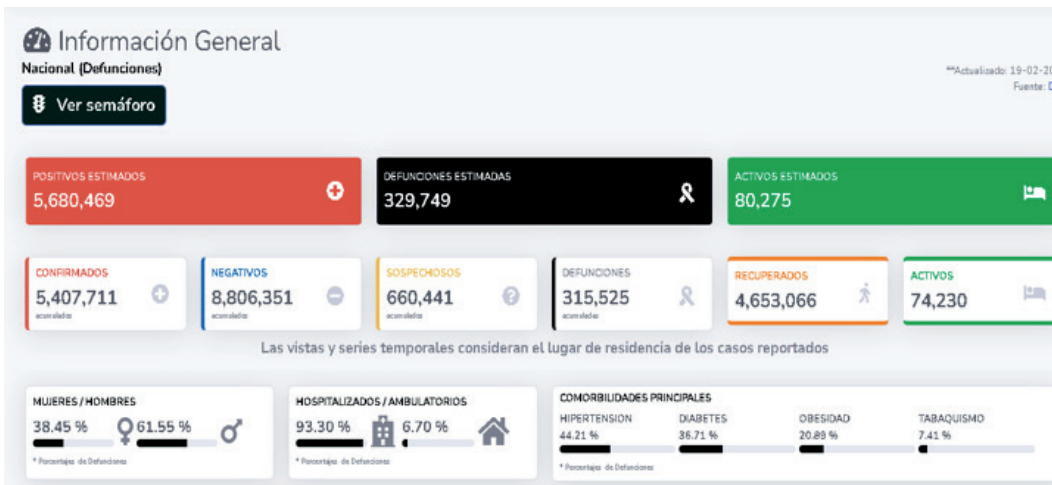 Información General
Nacional (Defunciones)
**Actualizado: 19-02-20
Fuente: D
Ver semáforo
POSITIVOS ESTIMADOS
5,680,469
DEFUNCIONES ESTIMADAS
329,749
ACTIVOS ESTIMADOS
80,275
CONFIRMADOS
5,407,711
acumulados
NEGATIVOS
8,806,351
acumulados
SOSPECHOSOS
660,441
acumulados
DEFUNCIONES
315,525
acumulados
RECUPERADOS
4,653,066
ACTIVOS
74,230
Las vistas y series temporales consideran el lugar de residencia de los casos reportados
MUJERES / HOMBRES
38.45 % 61.55 %
* Porcentajes de Defunciones
HOSPITALIZADOS / AMBULATORIOS
93.30 % 6.70 %
* Porcentajes de Defunciones
COMORBILIDADES PRINCIPALES
HIPERTENSION DIABETES OBESIDAD TABAQUISMO
44.21 % 36.71 % 20.89 % 7.41 %
* Porcentajes de Defunciones